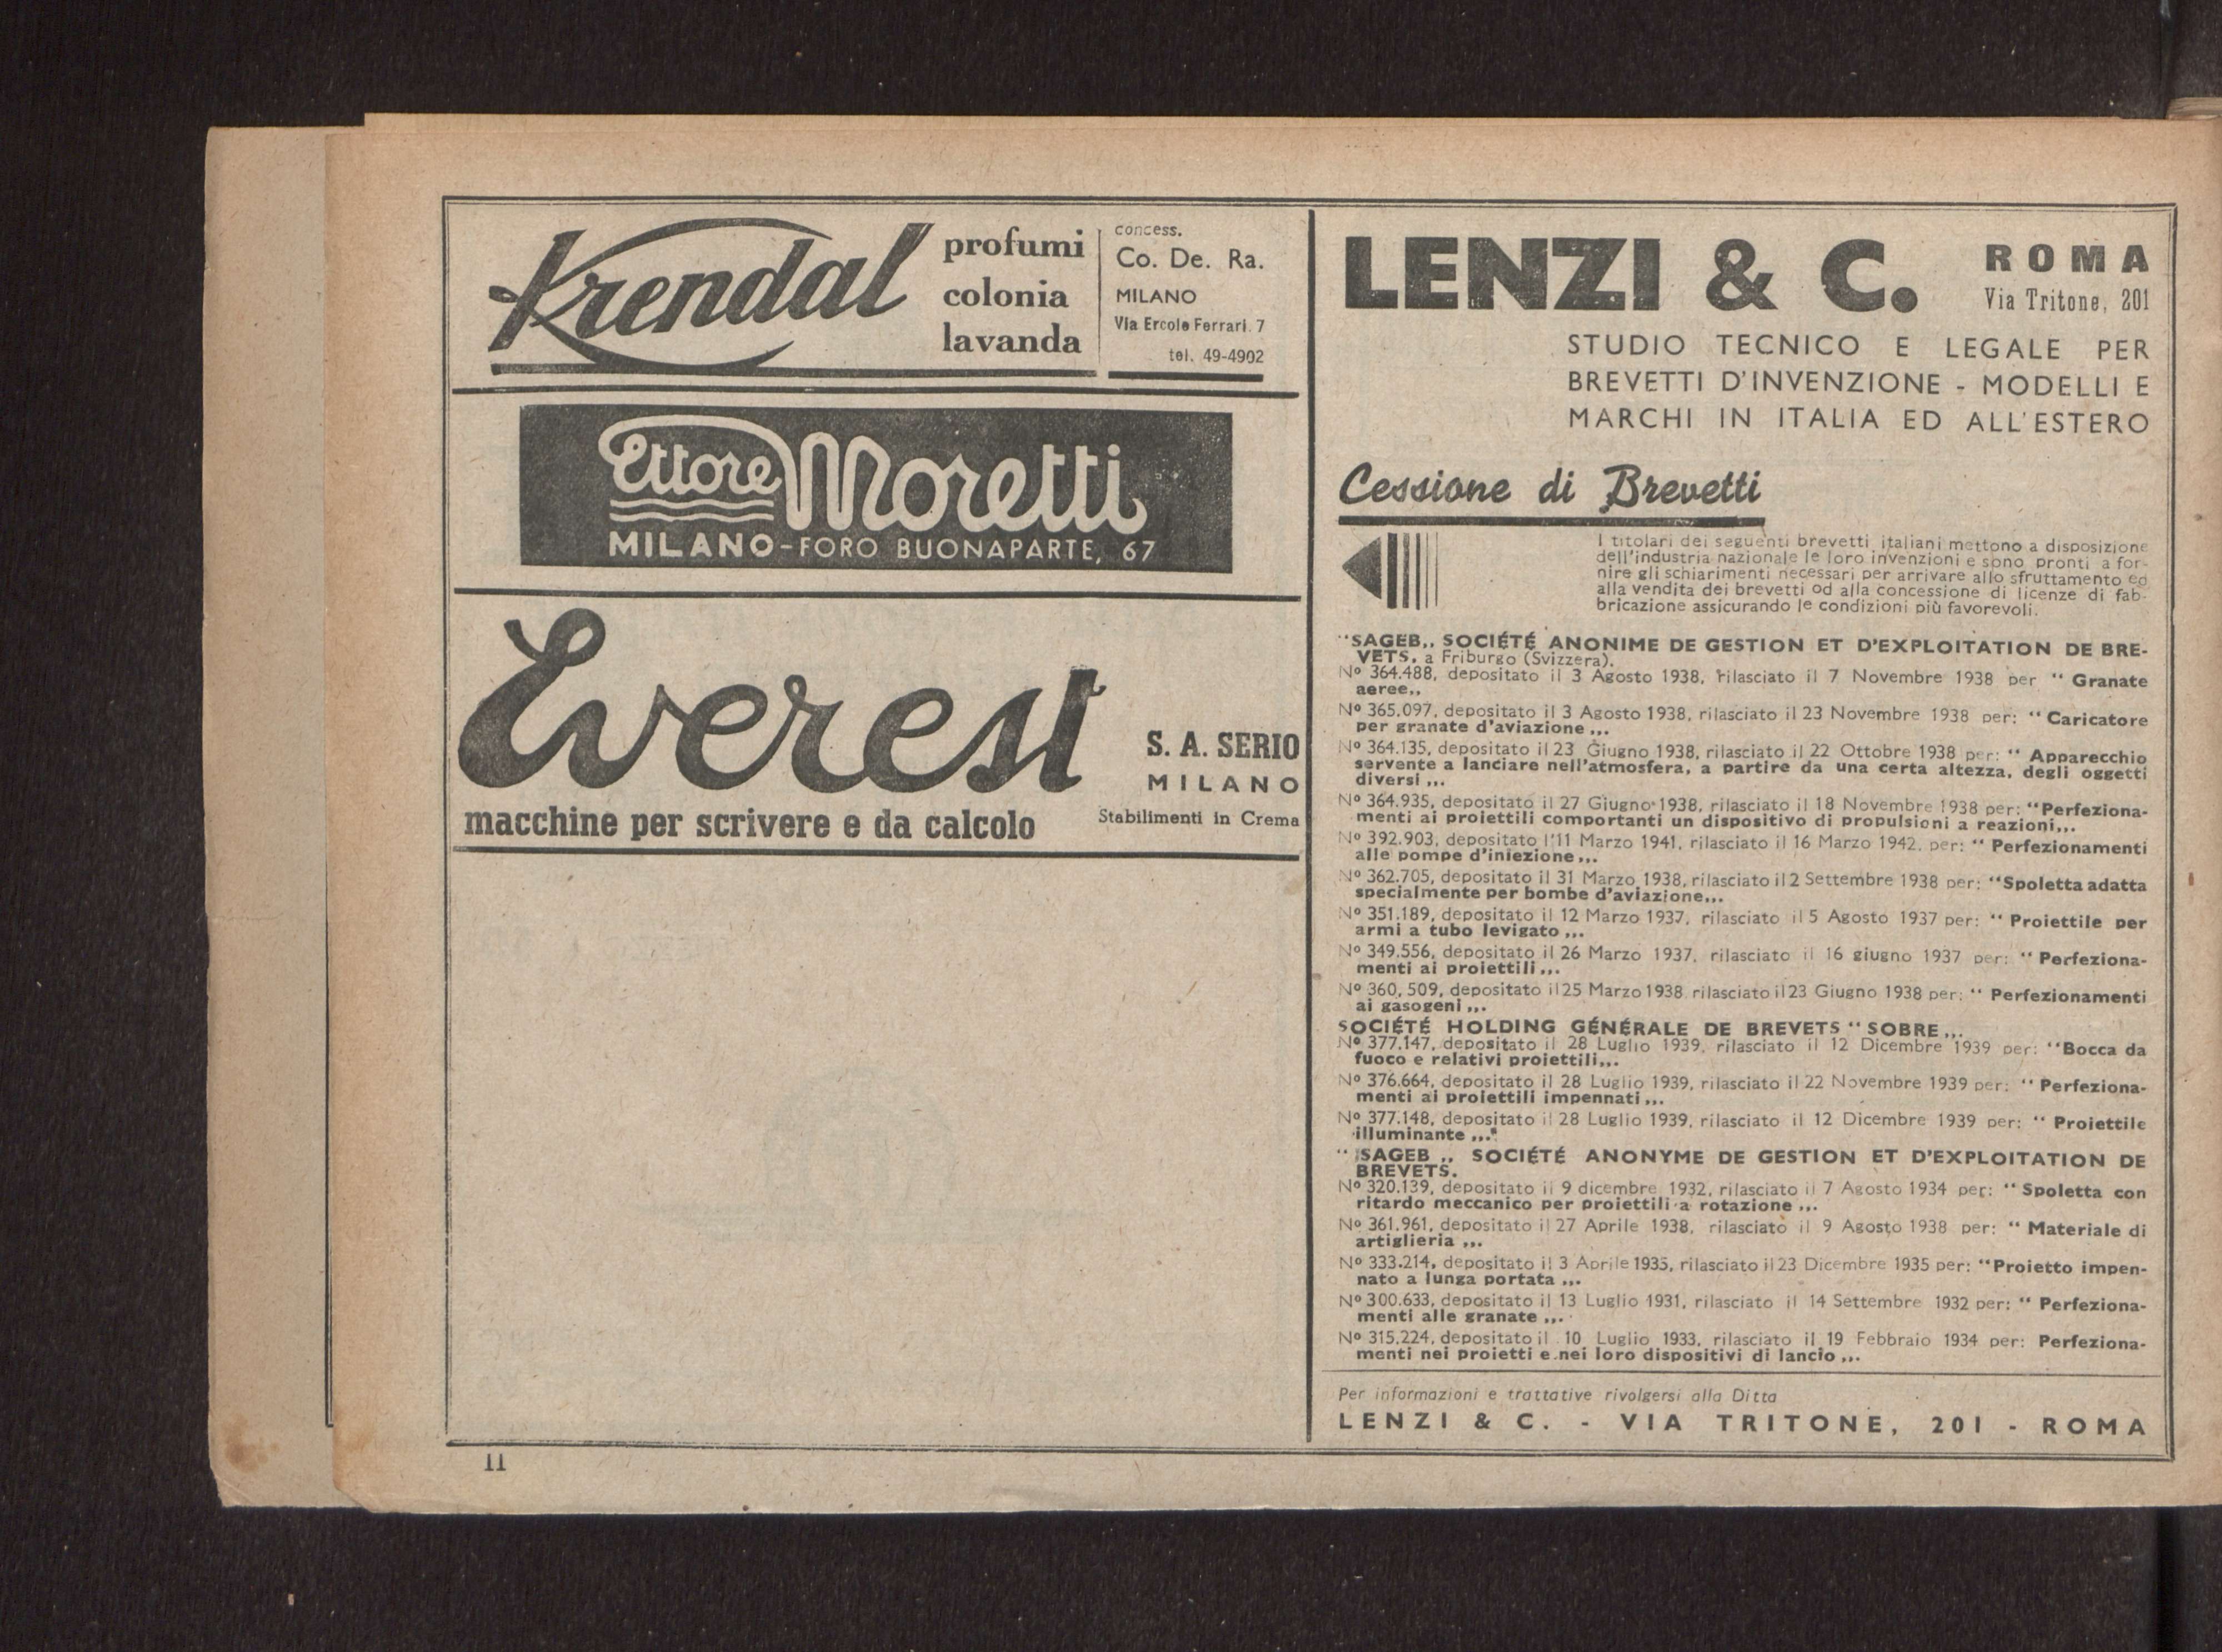 Krendal
profumi
colonia
lavanda
concess.
Co. De. Ra.
MILANO
Via Ercole Ferrari. 7
tel. 49-4902
Ettore Moretti
MILANO-FORO BUONAPARTE, 67
Everest
S. A. SERIO
MILANO
macchine per scrivere e da calcolo
Stabilimenti in Crema
LENZI & C.
ROMA
Via Tritone, 201
STUDIO TECNICO E LEGALE PER
BREVETTI D'INVENZIONE - MODELLI E
MARCHI IN ITALIA ED ALL'ESTERO
Cessione di Brevetti
I titolari dei seguenti brevetti italiani mettono a disposizione
dell'industria nazionale le loro invenzioni e sono pronti a for-
nire gli schiarimenti necessari per arrivare allo sfruttamento ed
alla vendita dei brevetti od alla concessione di licenze di fab-
bricazione assicurando le condizioni più favorevoli.
"SAGEB,, SOCIÉTÉ ANONIME DE GESTION ET D'EXPLOITATION DE BRE-
VETS. a Friburgo (Svizzera).
Nº 364.488, depositato il 3 Agosto 1938, rilasciato il 7 Novembre 1938 per " Granate
aeree,,
Nº 365.097, depositato il 3 Agosto 1938, rilasciato il 23 Novembre 1938 per: " Caricatore
per granate d'aviazione ,,.
Nº 364.135, depositato il 23 Giugno 1938, rilasciato il 22 Ottobre 1938 per: " Apparecchio
servente a lanciare nell'atmosfera, a partire da una certa altezza, degli oggetti
diversi ,,.
Nº 364.935, depositato il 27 Giugno 1938, rilasciato il 18 Novembre 1938 per: "Perfeziona-
menti ai proiettili comportanti un dispositivo di propulsioni a reazioni,,.
Nº 392.903, depositato l'11 Marzo 1941, rilasciato il 16 Marzo 1942, per: " Perfezionamenti
alle pompe d'iniezione ,,.
Nº 362.705, depositato il 31 Marzo 1938, rilasciato il 2 Settembre 1938 per: "Spoletta adatta
specialmente per bombe d'aviazione,,.
Nº 351.189, depositato il 12 Marzo 1937, rilasciato il 5 Agosto 1937 per: " Proiettile per
armi a tubo levigato ,,.
Nº 349.556, depositato il 26 Marzo 1937, rilasciato il 16 giugno 1937 per: " Perfeziona-
menti ai proiettili ,,.
Nº 360,509, depositato il 25 Marzo 1938 rilasciato il 23 Giugno 1938 per: " Perfezionamenti
ai gasogeni ,,.
SOCIÉTÉ HOLDING GÉNÉRALE DE BREVETS " SOBRE,,.
Nº 377.147, depositato il 28 Luglio 1939, rilasciato il 12 Dicembre 1939 per: "Bocca da
fuoco e relativi proiettili,,.
Nº 376.664, depositato il 28 Luglio 1939, rilasciato il 22 Novembre 1939 per: " Perfeziona-
menti ai proiettili impennati ,,.
Nº 377.148, depositato il 28 Luglio 1939, rilasciato il 12 Dicembre 1939 per: " Proiettile
illuminante ,,.
" SAGEB ,, SOCIÉTÉ ANONYME DE GESTION ET D'EXPLOITATION DE
BREVETS.
Nº 320.139, depositato il 9 dicembre 1932, rilasciato il 7 Agosto 1934 per: " Spoletta con
ritardo meccanico per proiettili a rotazione ,,.
Nº 361.961, depositato il 27 Aprile 1938, rilasciato il 9 Agosto 1938 per: " Materiale di
artiglieria ,,.
Nº 333.214, depositato il 3 Aprile 1935, rilasciato il 23 Dicembre 1935 per: "Proietto impen-
nato a lunga portata ,,.
Nº 300.633, depositato il 13 Luglio 1931, rilasciato il 14 Settembre 1932 per: " Perfeziona-
menti alle granate ,,.
Nº 315.224, depositato il 10 Luglio 1933, rilasciato il 19 Febbraio 1934 per: Perfeziona-
menti nei proietti e nei loro dispositivi di lancio ,,.
Per informazioni e trattative rivolgersi alla Ditta
LENZI & C. - VIA TRITONE, 201 - ROMA
11